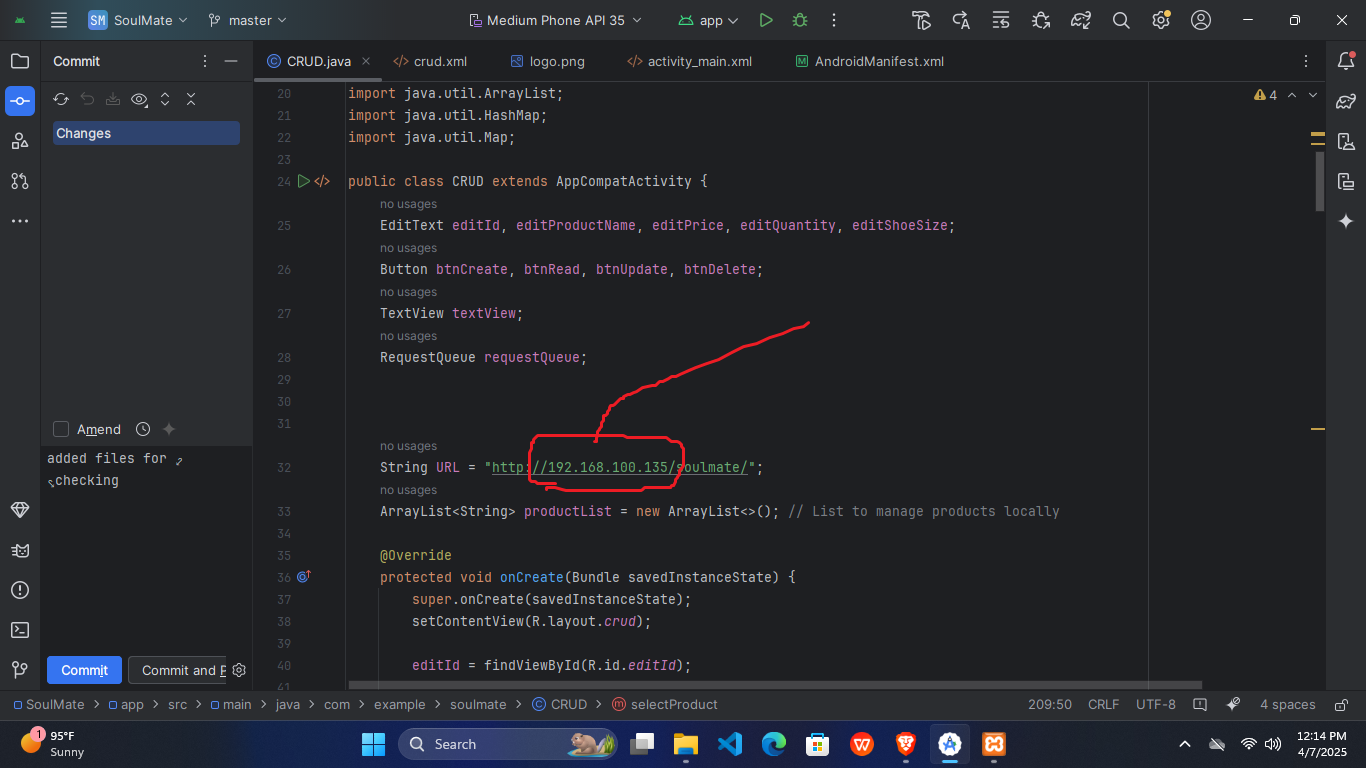 SM SoulMate master Medium Phone API 35 app
Commit
CRUD.java crud.xml logo.png activity_main.xml AndroidManifest.xml
Changes
4
20 import java.util.ArrayList;
21 import java.util.HashMap;
22 import java.util.Map;
23
24 public class CRUD extends AppCompatActivity {
no usages
25 EditText editId, editProductName, editPrice, editQuantity, editShoeSize;
no usages
26 Button btnCreate, btnRead, btnUpdate, btnDelete;
no usages
27 TextView textView;
no usages
28 RequestQueue requestQueue;
29
30
31
no usages
32 String URL = "http://192.168.100.135/soulmate/";
no usages
33 ArrayList<String> productList = new ArrayList<>(); // List to manage products locally
34
35 @Override
36 protected void onCreate(Bundle savedInstanceState) {
37 super.onCreate(savedInstanceState);
38 setContentView(R.layout.crud);
39
40 editId = findViewById(R.id.editId);
41
Amend
added files for
checking
Commit Commit and P
SoulMate > app > src > main > java > com > example > soulmate > CRUD > selectProduct 209:50 CRLF UTF-8 4 spaces
1 95°F
Sunny
Search
12:14 PM
4/7/2025